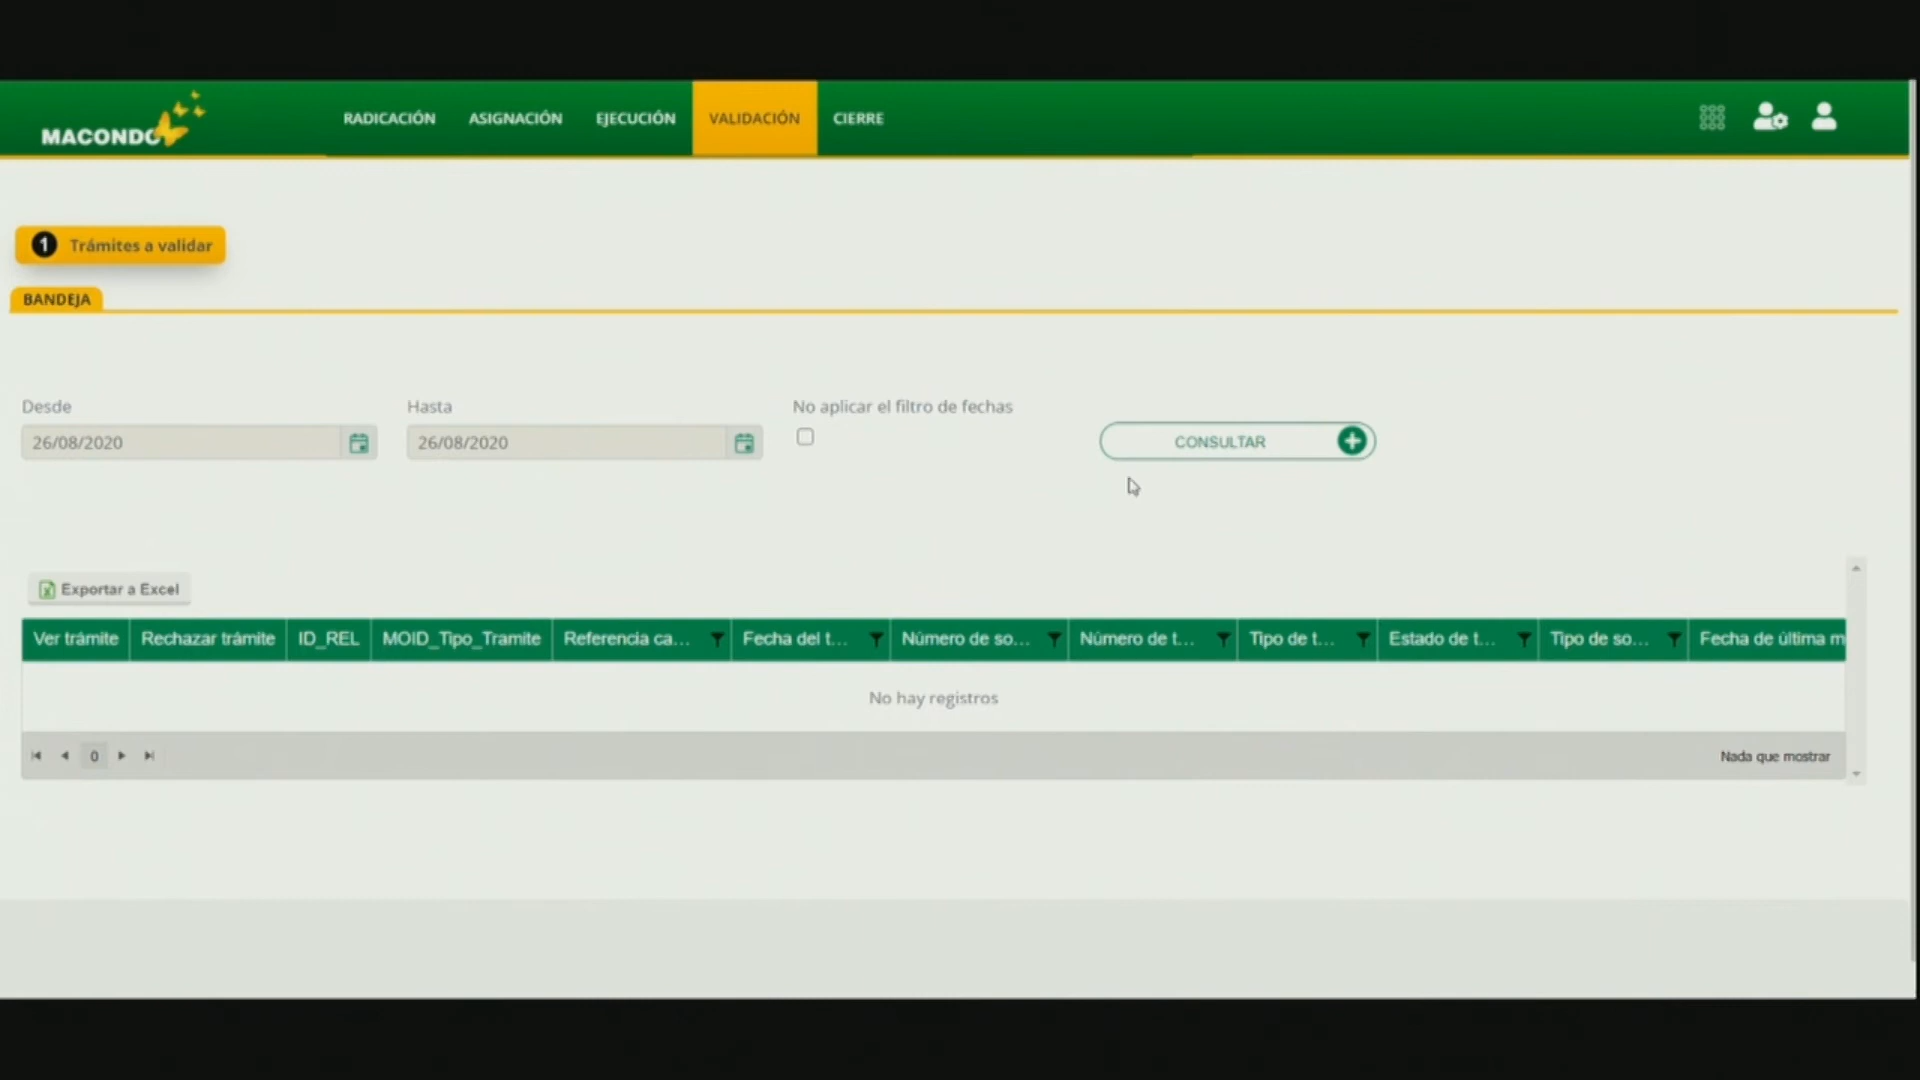 MACONDO
RADICACIÓN ASIGNACIÓN EJECUCIÓN VALIDACIÓN CIERRE
1 Trámites a validar
BANDEJA
Desde Hasta No aplicar el filtro de fechas
26/08/2020 26/08/2020 CONSULTAR
Exportar a Excel
Ver trámite Rechazar trámite ID_REL MOID_Tipo_Tramite Referencia ca... Fecha del t... Número de so... Número de t... Tipo de t... Estado de t... Tipo de so... Fecha de última m
No hay registros
0 Nada que mostrar